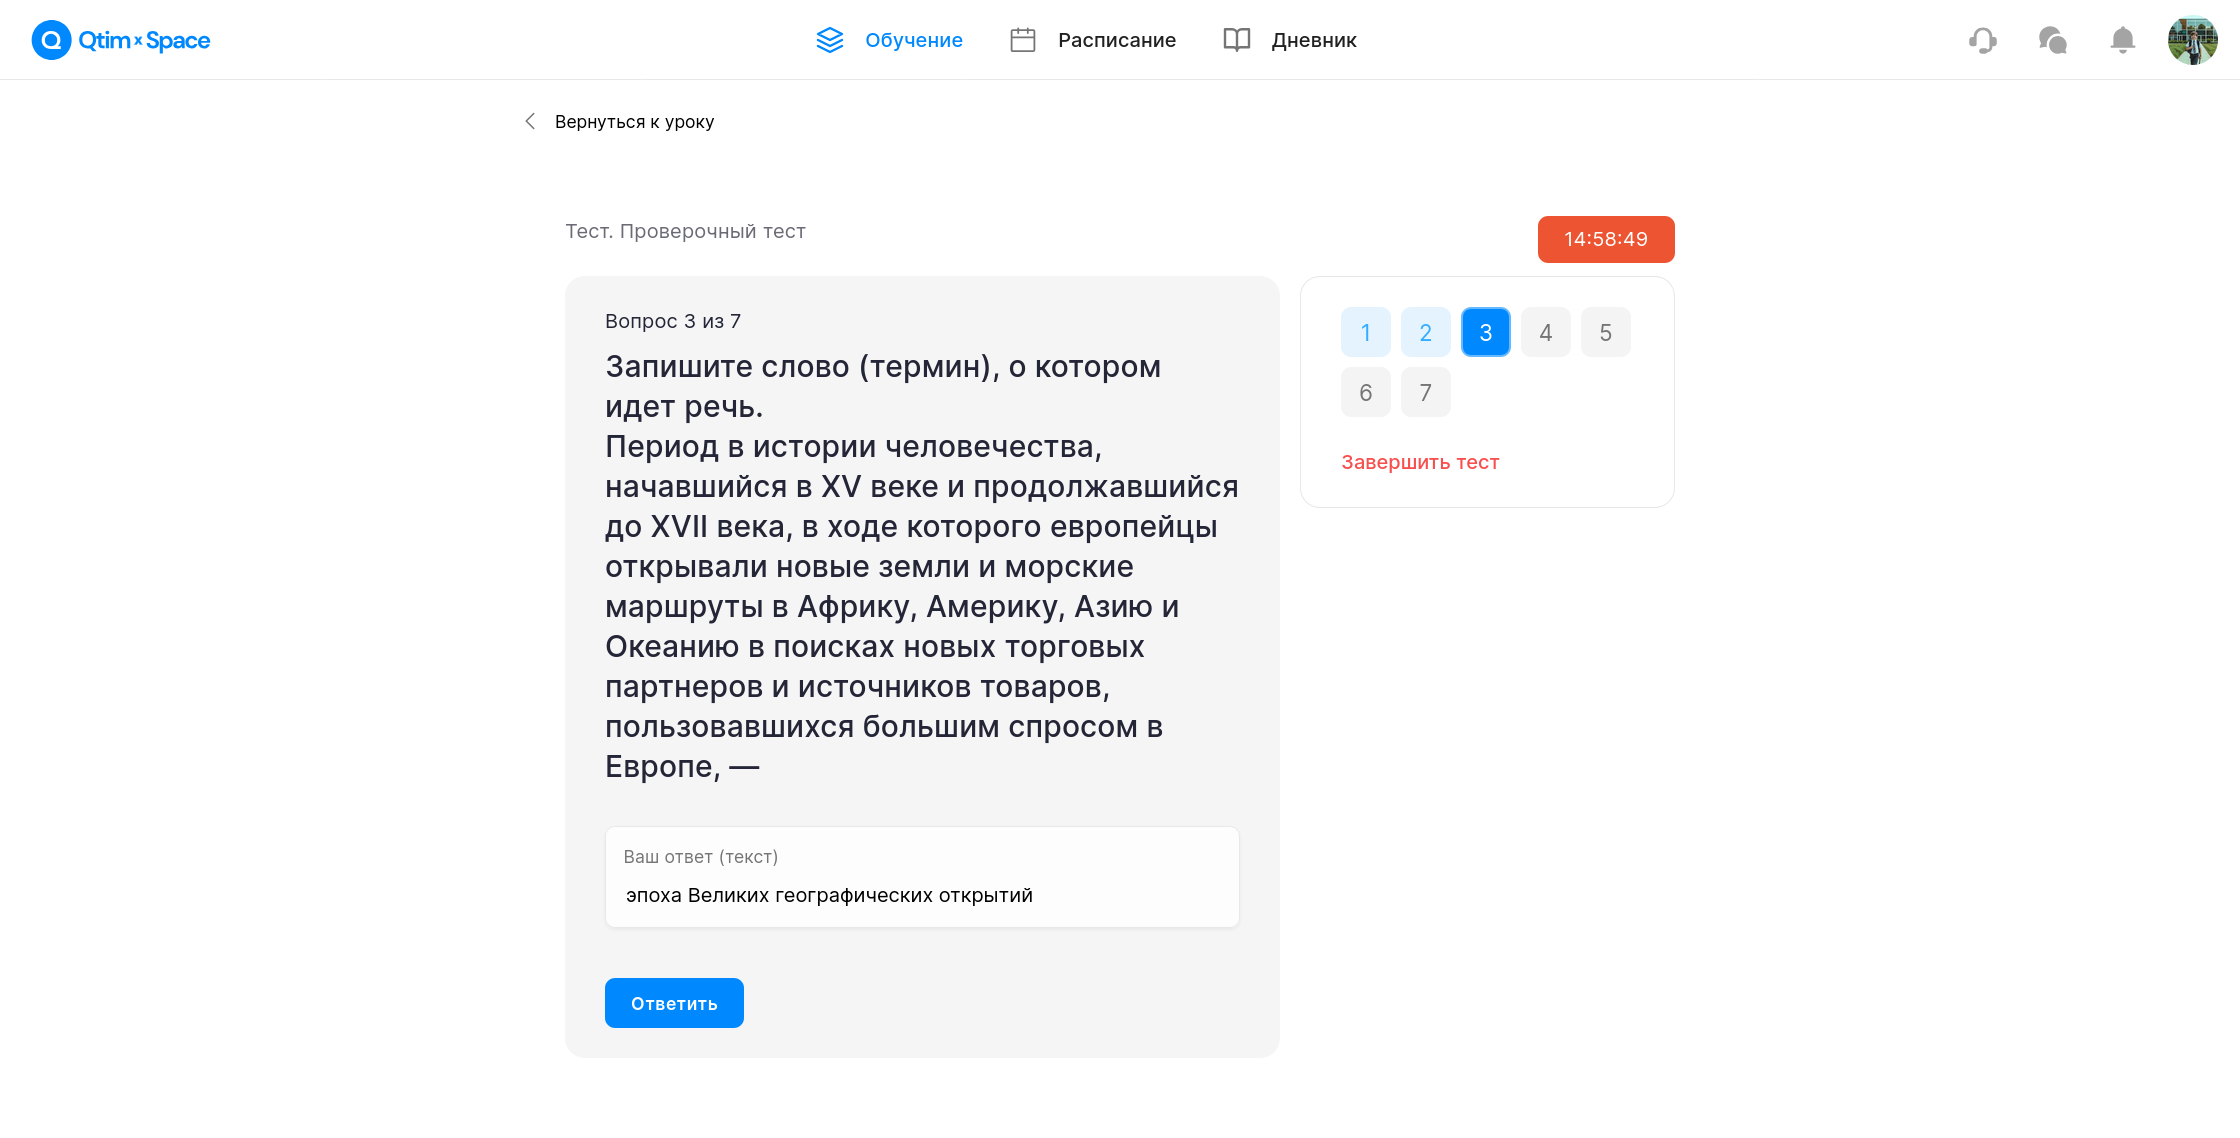 Qtim x Space
Обучение
Расписание
Дневник
Вернуться к уроку
Тест. Проверочный тест
14:58:49
Вопрос 3 из 7
Запишите слово (термин), о котором
идет речь.
Период в истории человечества,
начавшийся в XV веке и продолжавшийся
до XVII века, в ходе которого европейцы
открывали новые земли и морские
маршруты в Африку, Америку, Азию и
Океанию в поисках новых торговых
партнеров и источников товаров,
пользовавшихся большим спросом в
Европе, —
Ваш ответ (текст)
эпоха Великих географических открытий
Ответить
1 2 3 4 5
6 7
Завершить тест